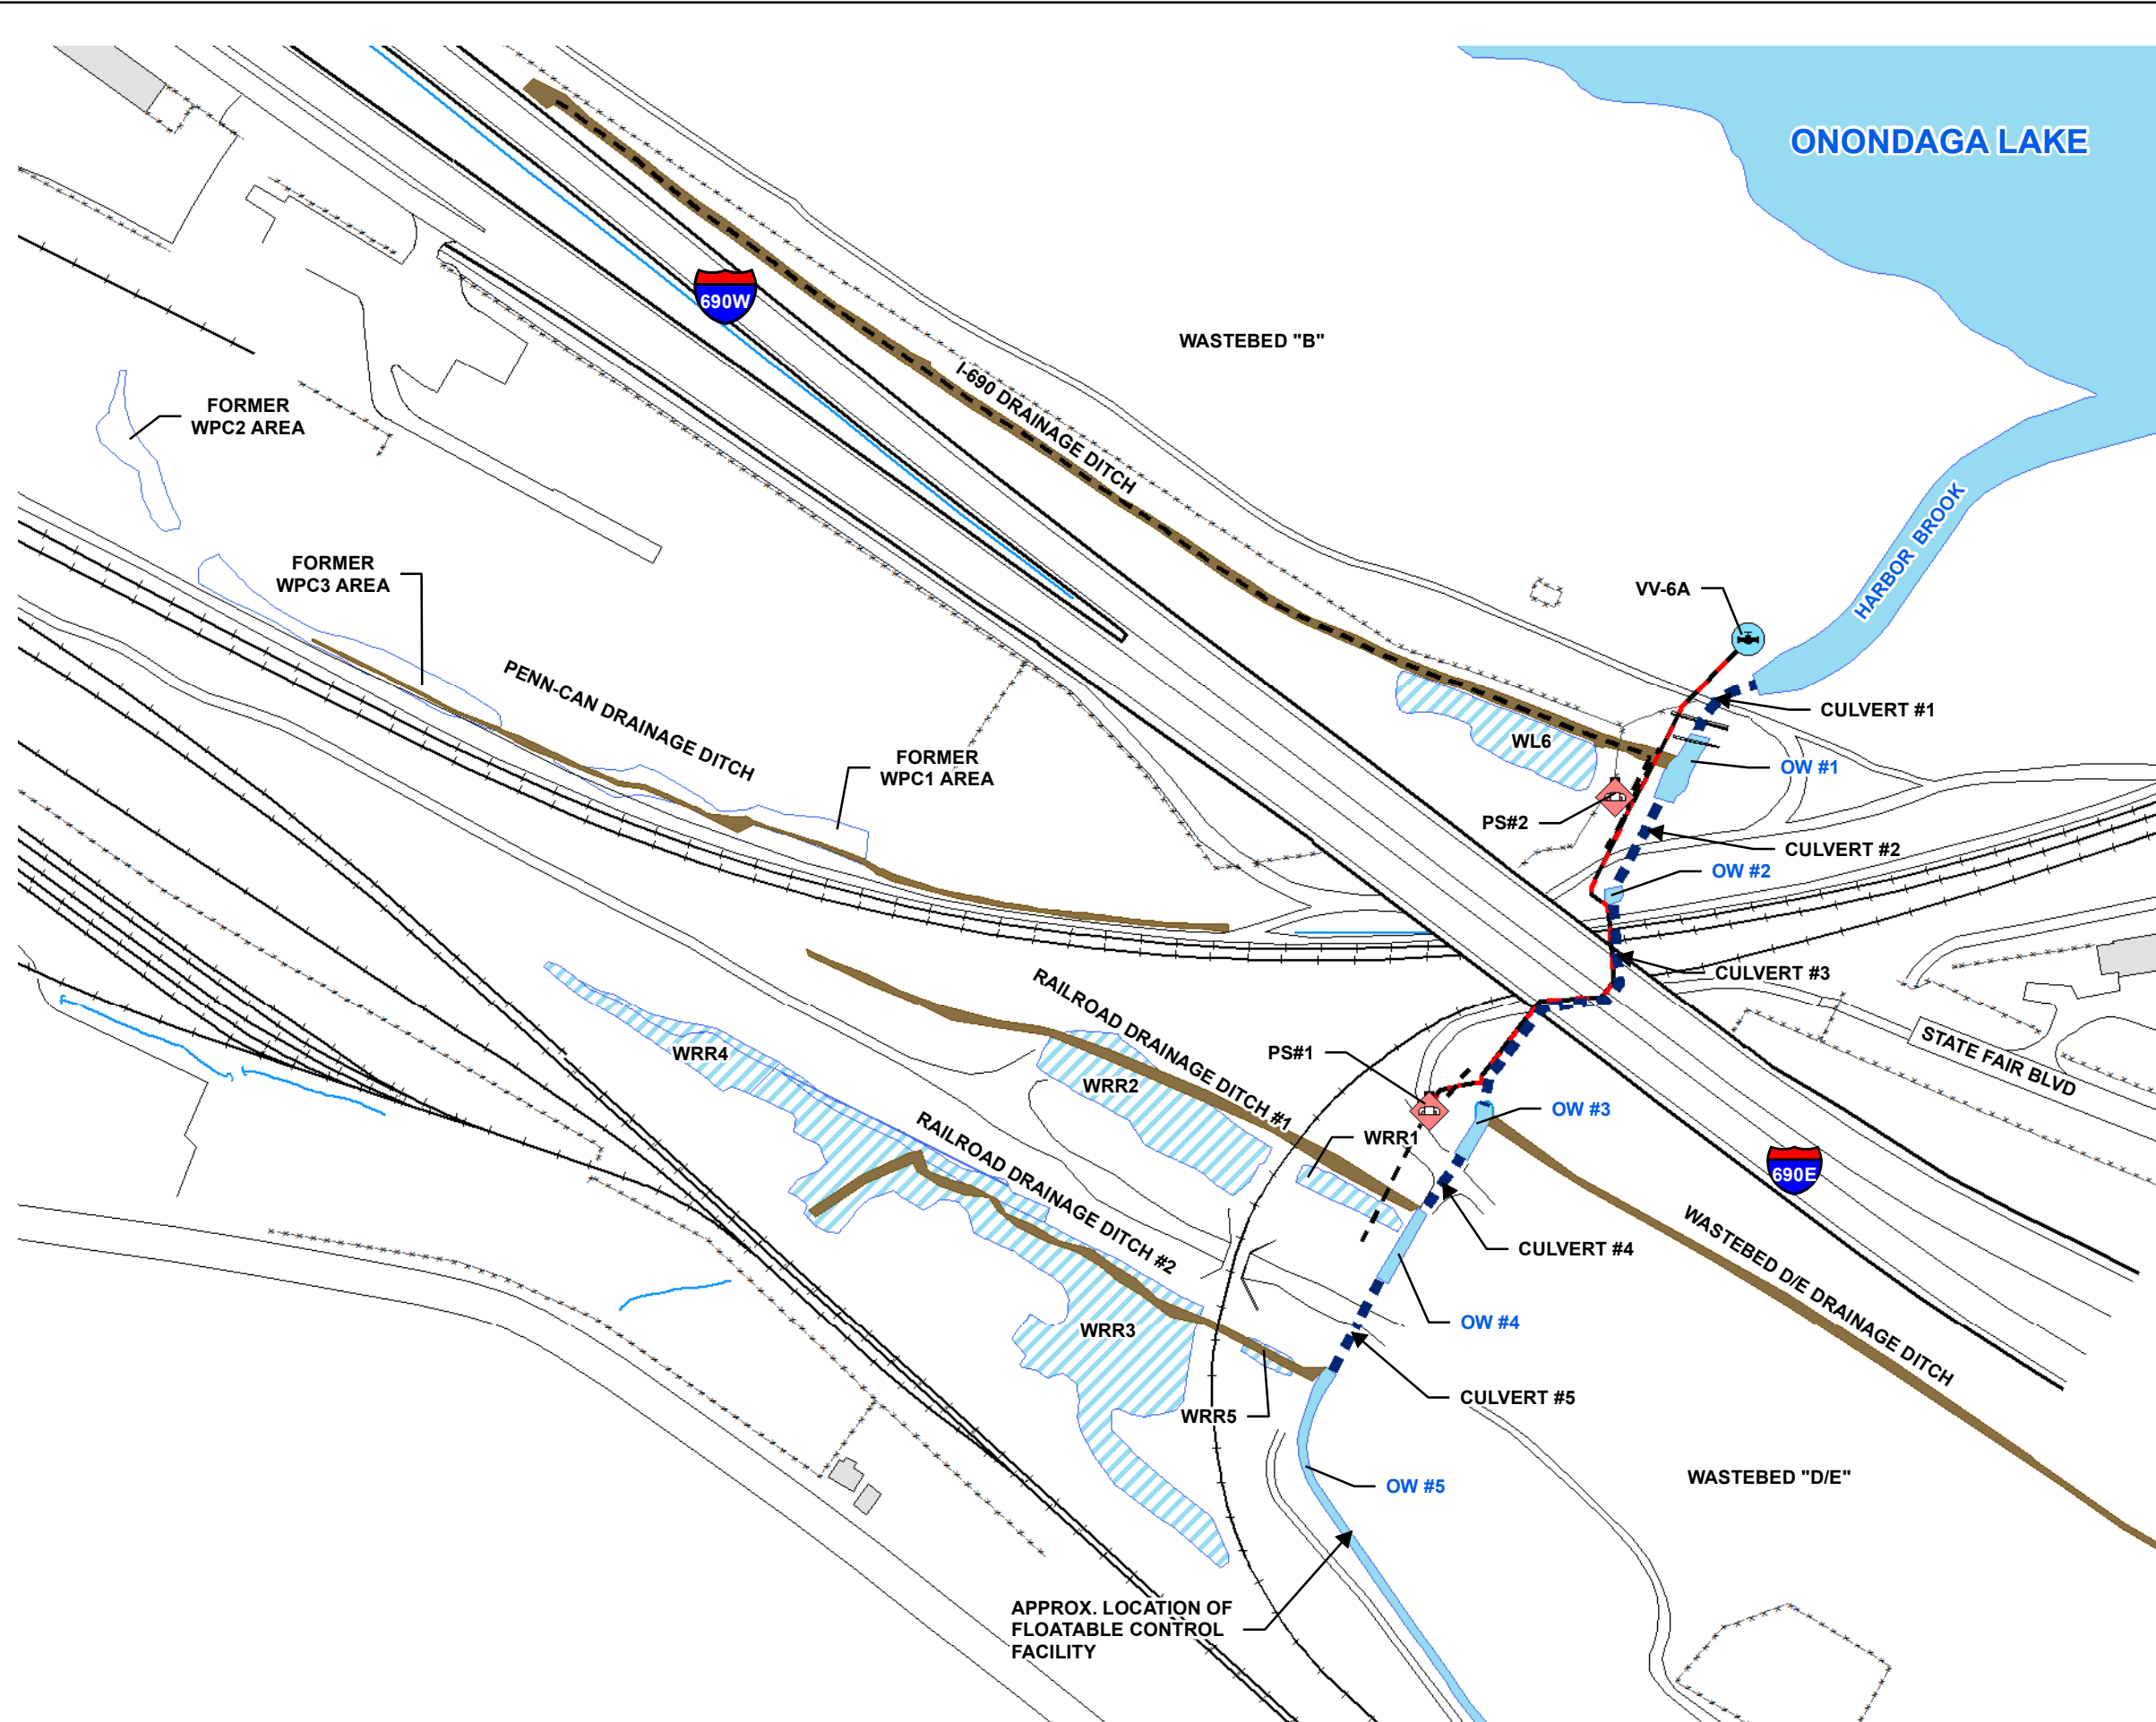 ONONDAGA LAKE
690W
WASTEBED "B"
I-690 DRAINAGE DITCH
FORMER
WPC2 AREA
HARBOR BROOK
FORMER
WPC3 AREA
VV-6A
PENN-CAN DRAINAGE DITCH
CULVERT #1
WL6
OW #1
FORMER
WPC1 AREA
PS#2
CULVERT #2
OW #2
CULVERT #3
RAILROAD DRAINAGE DITCH #1
STATE FAIR BLVD
WRR4
PS#1
WRR2
OW #3
WRR1
RAILROAD DRAINAGE DITCH #2
690E
CULVERT #4
WASTEBED D/E DRAINAGE DITCH
OW #4
WRR3
CULVERT #5
WRR5
WASTEBED "D/E"
OW #5
APPROX. LOCATION OF
FLOATABLE CONTROL
FACILITY